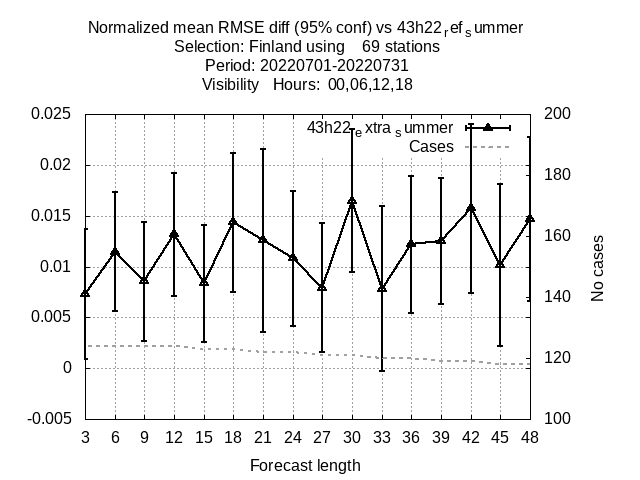 Normalized mean RMSE diff (95% conf) vs 43h22refsummer
Selection: Finland using 69 stations
Period: 20220701-20220731
Visibility Hours: 00,06,12,18
43h22extrasummer
Cases
0.025
0.02
0.015
0.01
0.005
0
-0.005
200
180
160
140
120
100
No cases
3 6 9 12 15 18 21 24 27 30 33 36 39 42 45 48
Forecast length